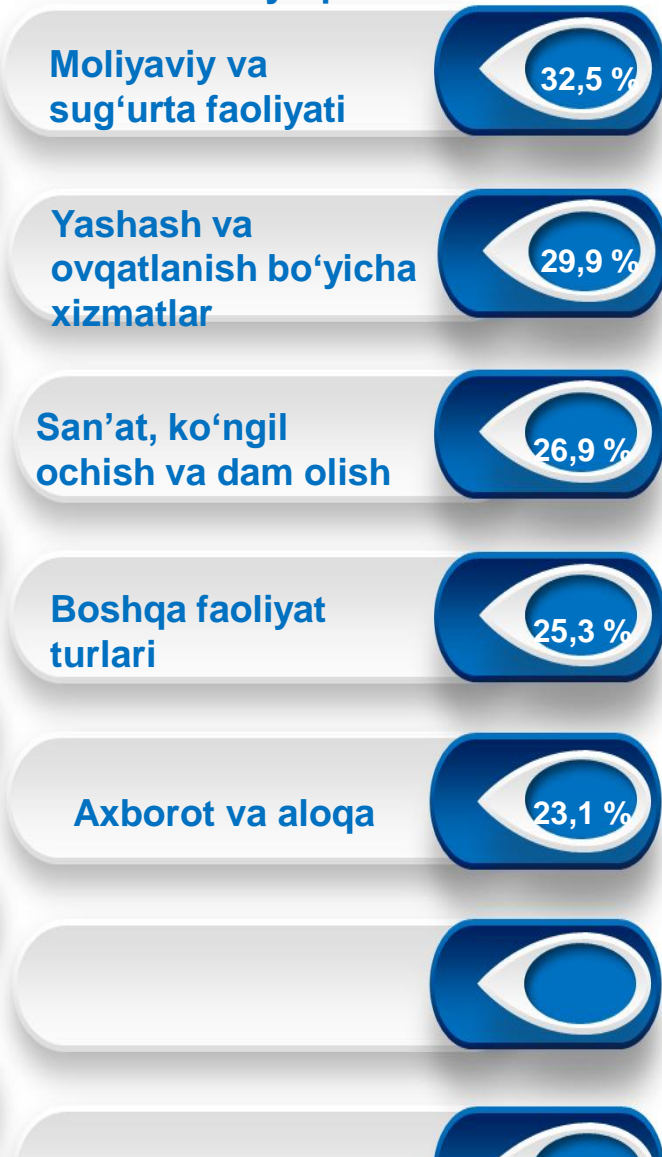 Moliyaviy va
sug‘urta faoliyati
32,5 %
Yashash va
ovqatlanish bo‘yicha
xizmatlar
29,9 %
San’at, ko‘ngil
ochish va dam olish
26,9 %
Boshqa faoliyat
turlari
25,3 %
Axborot va aloqa
23,1 %